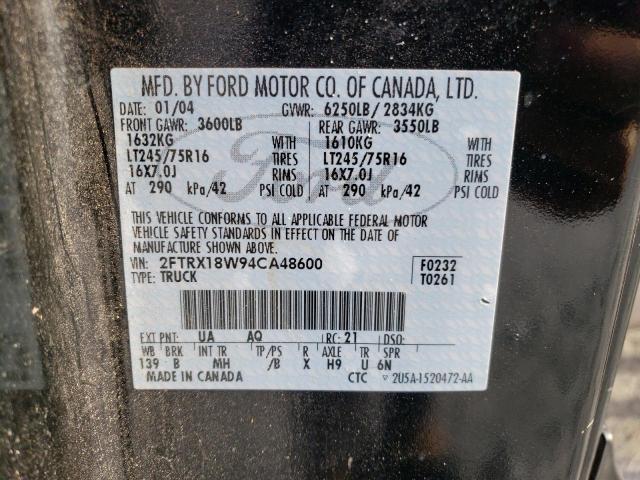 MFD. BY FORD MOTOR CO. OF CANADA, LTD.
DATE: 01/04 GVWR: 6250LB/ 2834KG
FRONT GAWR: 3600LB REAR GAWR: 3550LB
1632KG WITH 1610KG WITH
LT245/75R16 TIRES LT245/75R16 TIRES
16X7.0J RIMS 16X7.0J RIMS
AT 290 kPa/42 PSI COLD AT 290 kPa/42 PSI COLD
Ford
THIS VEHICLE CONFORMS TO ALL APPLICABLE FEDERAL MOTOR
VEHICLE SAFETY STANDARDS IN EFFECT ON THE DATE OF
MANUFACTURE SHOWN ABOVE.
VIN: 2FTRX18W94CA48600 F0232
TYPE: TRUCK T0261
EXT PNT: UA AQ RC: 21 DSO:
WB BRK INT TR TP/PS R AXLE TR SPR
139 B MH /B X H9 U 6N
MADE IN CANADA CTC ▽ 2U5A-1520472-AA